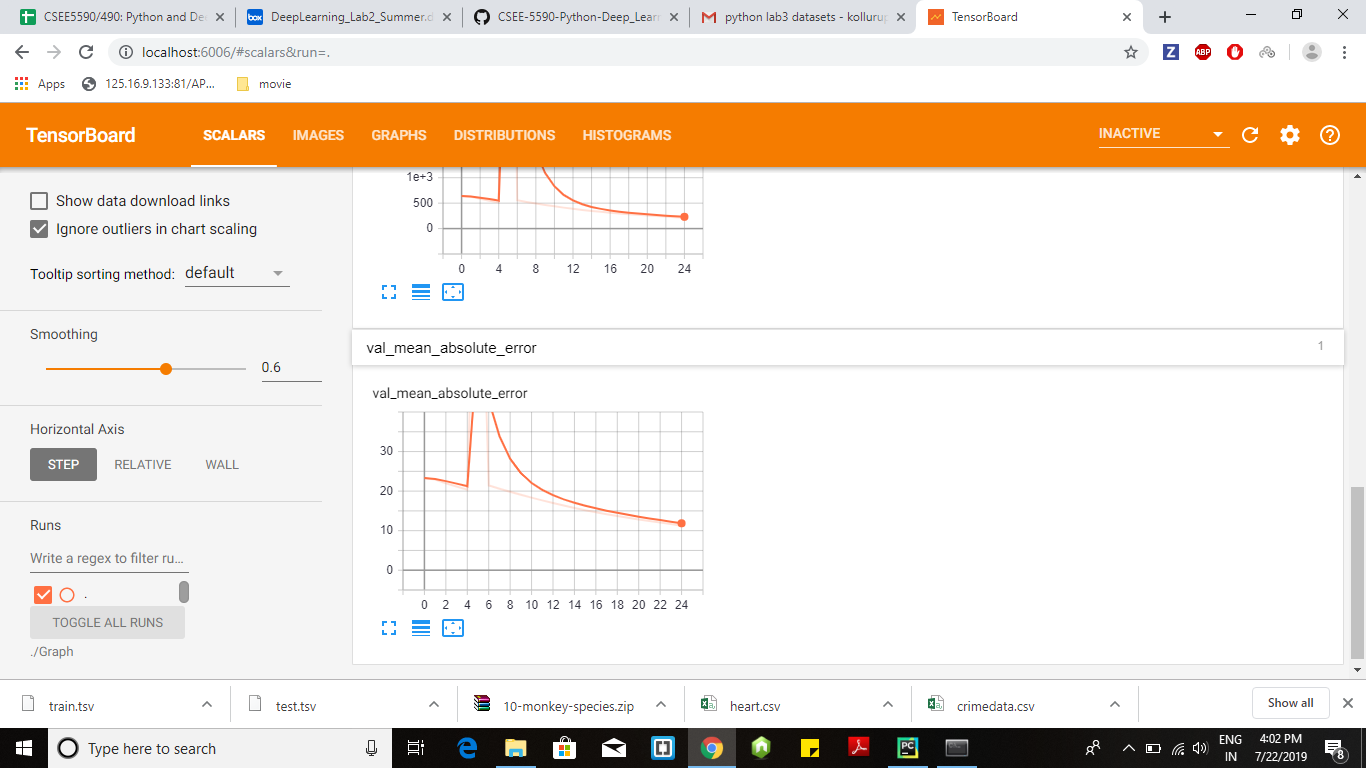 CSEE5590/490: Python and De
DeepLearning_Lab2_Summer.d
CSEE-5590-Python-Deep_Lear
python lab3 datasets - kollurup
TensorBoard
localhost:6006/#scalars&run=.
Z
ABP
Apps
125.16.9.133:81/AP...
movie
TensorBoard
SCALARS
IMAGES
GRAPHS
DISTRIBUTIONS
HISTOGRAMS
INACTIVE
Show data download links
Ignore outliers in chart scaling
Tooltip sorting method: default
Smoothing
0.6
Horizontal Axis
STEP RELATIVE WALL
Runs
Write a regex to filter ru...
.
TOGGLE ALL RUNS
./Graph
1e+3
500
0
0 4 8 12 16 20 24
val_mean_absolute_error
1
val_mean_absolute_error
30
20
10
0
0 2 4 6 8 10 12 14 16 18 20 22 24
train.tsv
test.tsv
10-monkey-species.zip
heart.csv
crimedata.csv
Show all
Type here to search
ENG
IN
4:02 PM
7/22/2019
8